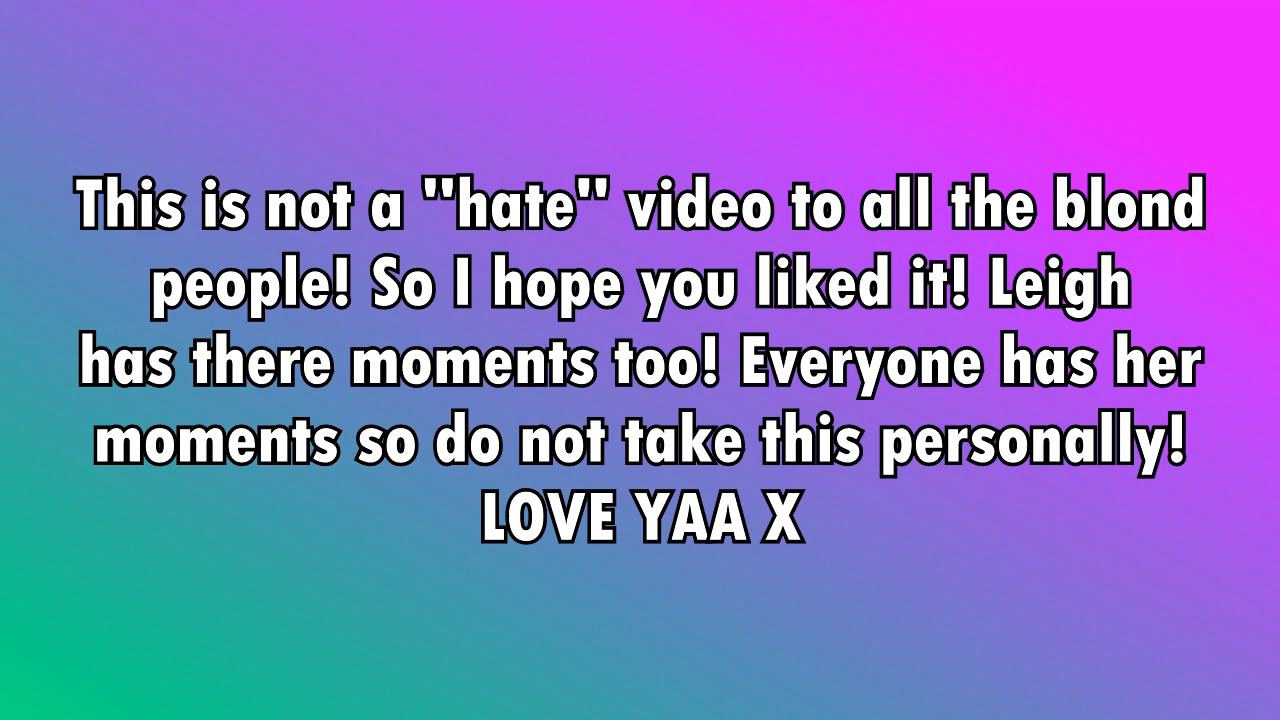 This is not a "hate" video to all the blond
people! So I hope you liked it! Leigh
has there moments too! Everyone has her
moments so do not take this personally!
LOVE YAA X